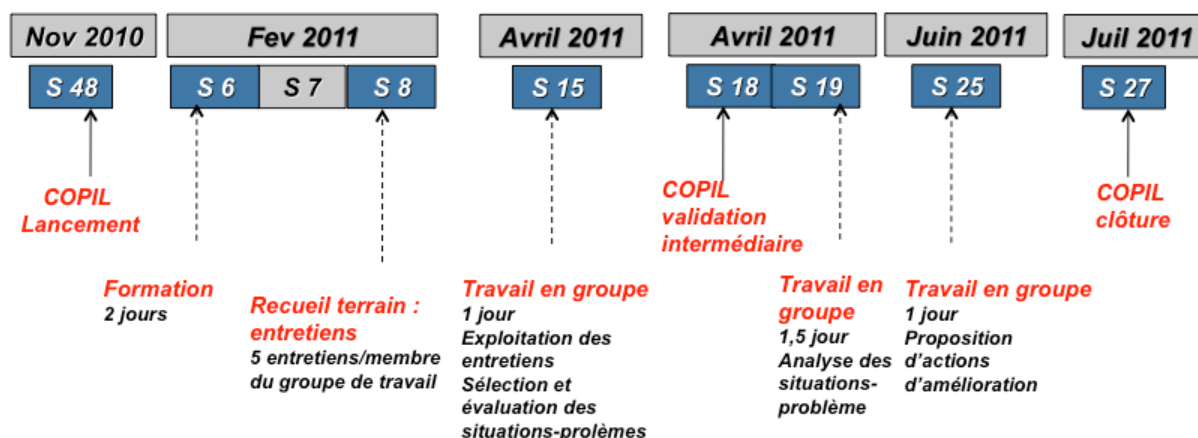 Nov 2010
Fev 2011
Avril 2011
Avril 2011
Juin 2011
Juil 2011
S 48
S 6
S 7
S 8
S 15
S 18
S 19
S 25
S 27
COPIL
Lancement
COPIL
validation
intermédiaire
COPIL
clôture
Formation
2 jours
Recueil terrain :
entretiens
5 entretiens/membre
du groupe de travail
Travail en groupe
1 jour
Exploitation des
entretiens
Sélection et
évaluation des
situations-prolèmes
Travail en
groupe
1,5 jour
Analyse des
situations-
problème
Travail en groupe
1 jour
Proposition
d'actions
d'amélioration